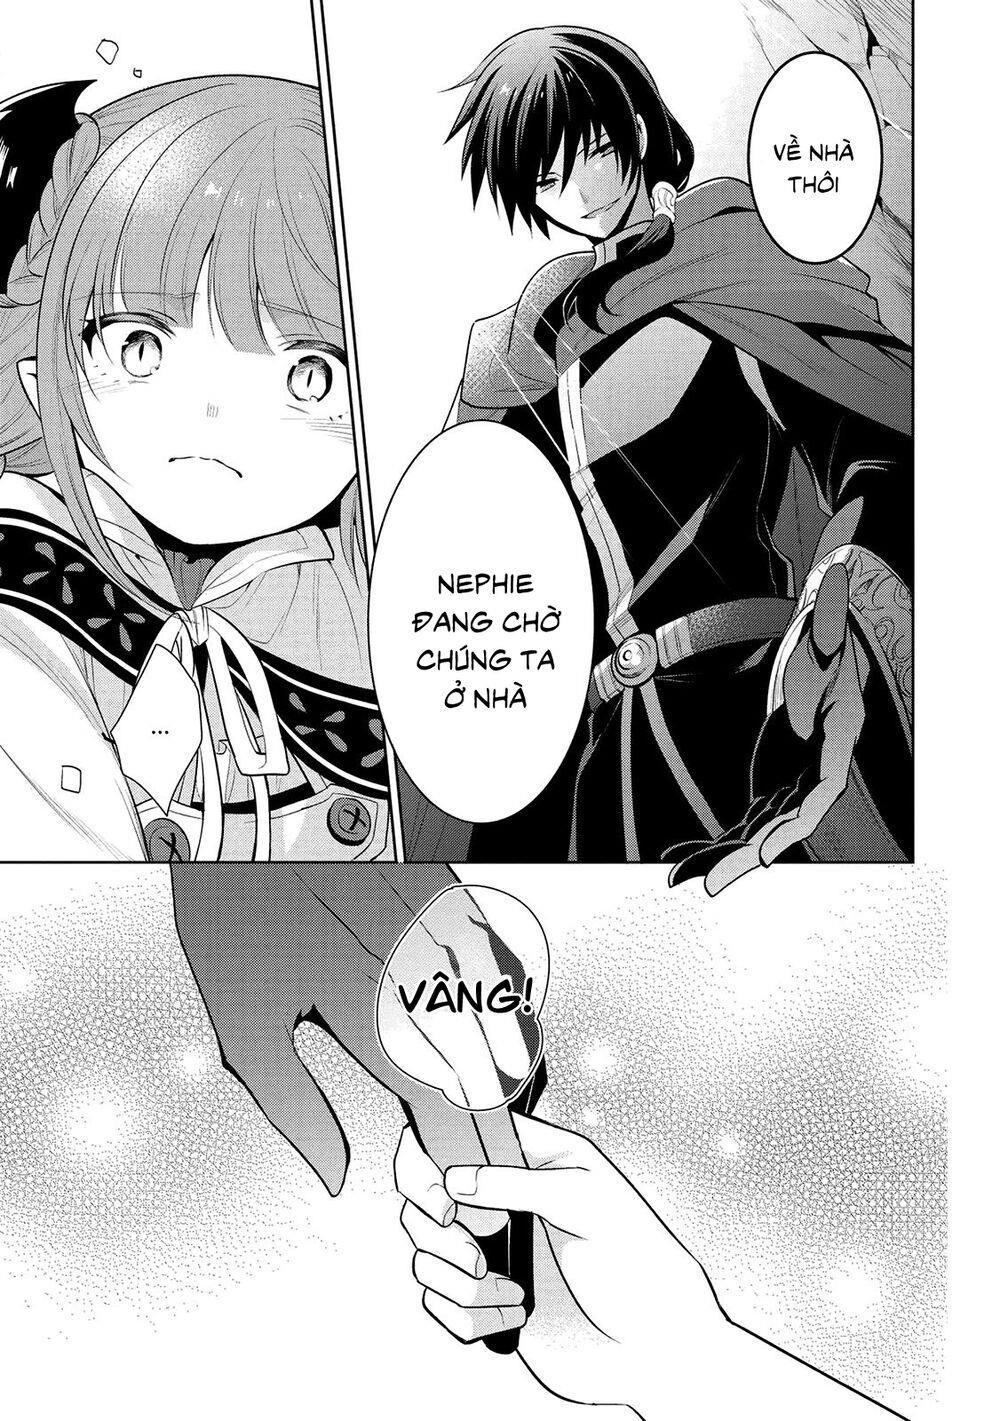 VỀ NHÀ
THÔI
NEPHIE
ĐANG CHỜ
CHÚNG TA
Ở NHÀ
...
VÂNG!